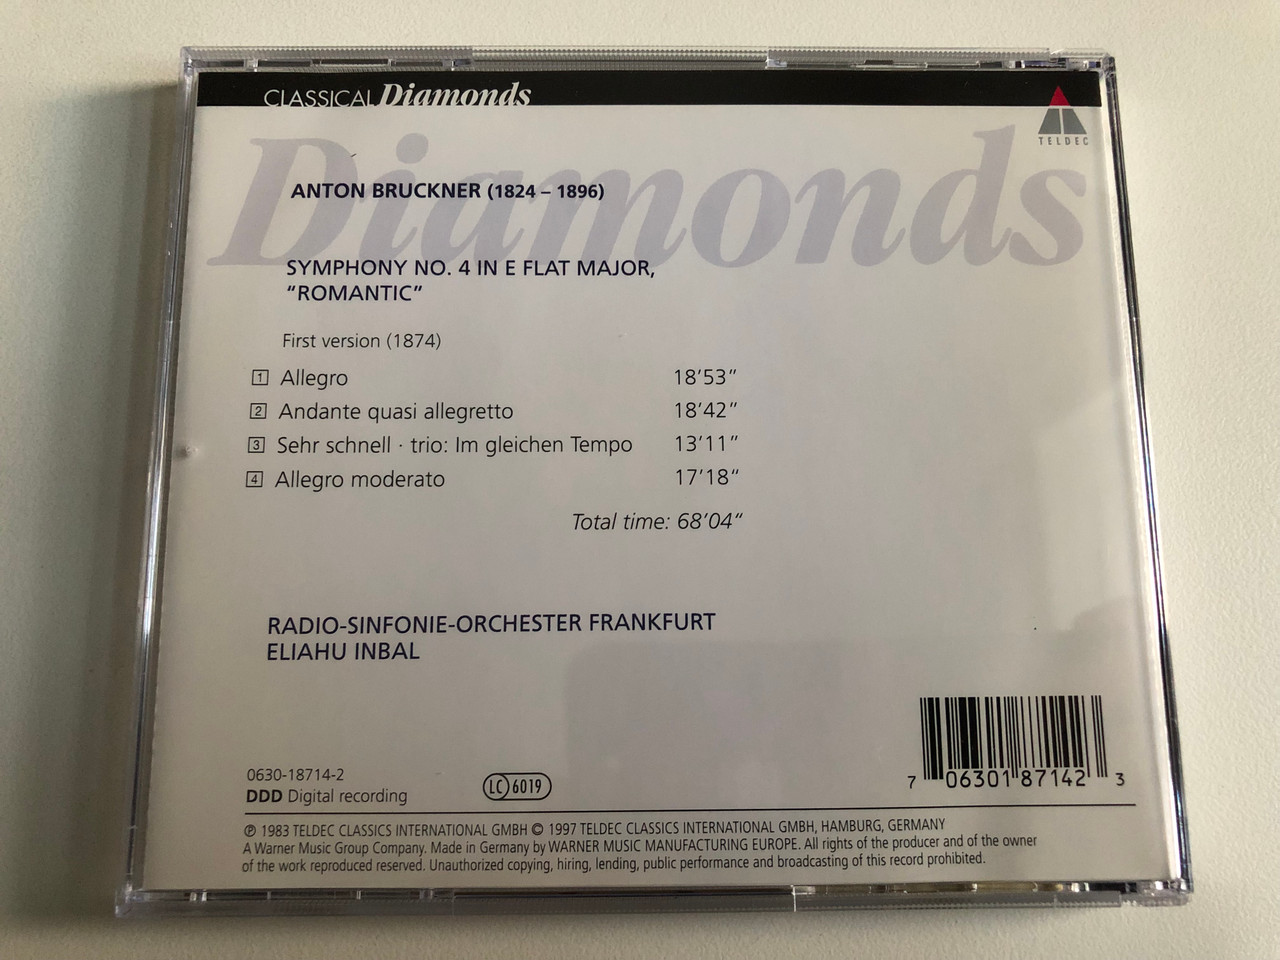 CLASSICAL Diamonds
Diamonds
TELDEC
ANTON BRUCKNER (1824 – 1896)
SYMPHONY NO. 4 IN E FLAT MAJOR,
“ROMANTIC”
First version (1874)
1 Allegro 18’53”
2 Andante quasi allegretto 18’42”
3 Sehr schnell · trio: Im gleichen Tempo 13’11”
4 Allegro moderato 17’18“
Total time: 68’04“
RADIO-SINFONIE-ORCHESTER FRANKFURT
ELIAHU INBAL
0630-18714-2
DDD Digital recording
LC 6019
7 06301 87142 3
℗ 1983 TELDEC CLASSICS INTERNATIONAL GMBH © 1997 TELDEC CLASSICS INTERNATIONAL GMBH, HAMBURG, GERMANY
A Warner Music Group Company. Made in Germany by WARNER MUSIC MANUFACTURING EUROPE. All rights of the producer and of the owner
of the work reproduced reserved. Unauthorized copying, hiring, lending, public performance and broadcasting of this record prohibited.